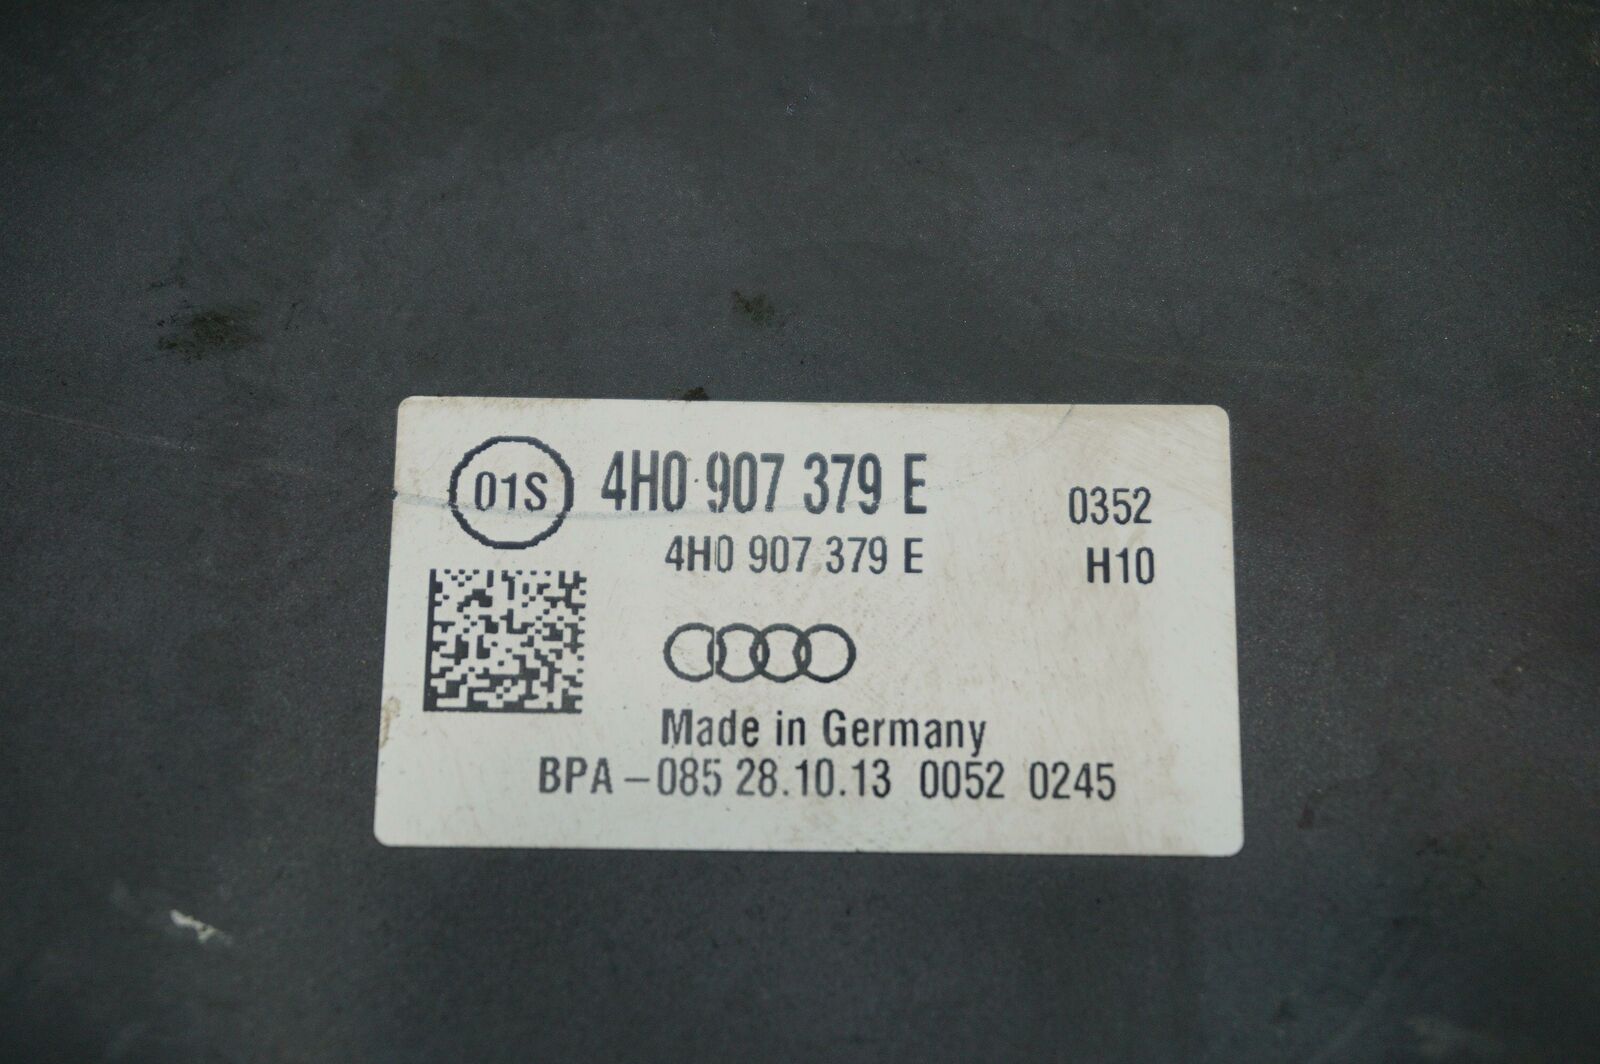 01S 4H0 907 379 E 0352
4H0 907 379 E H10
Made in Germany
BPA-085 28.10.13 0052 0245